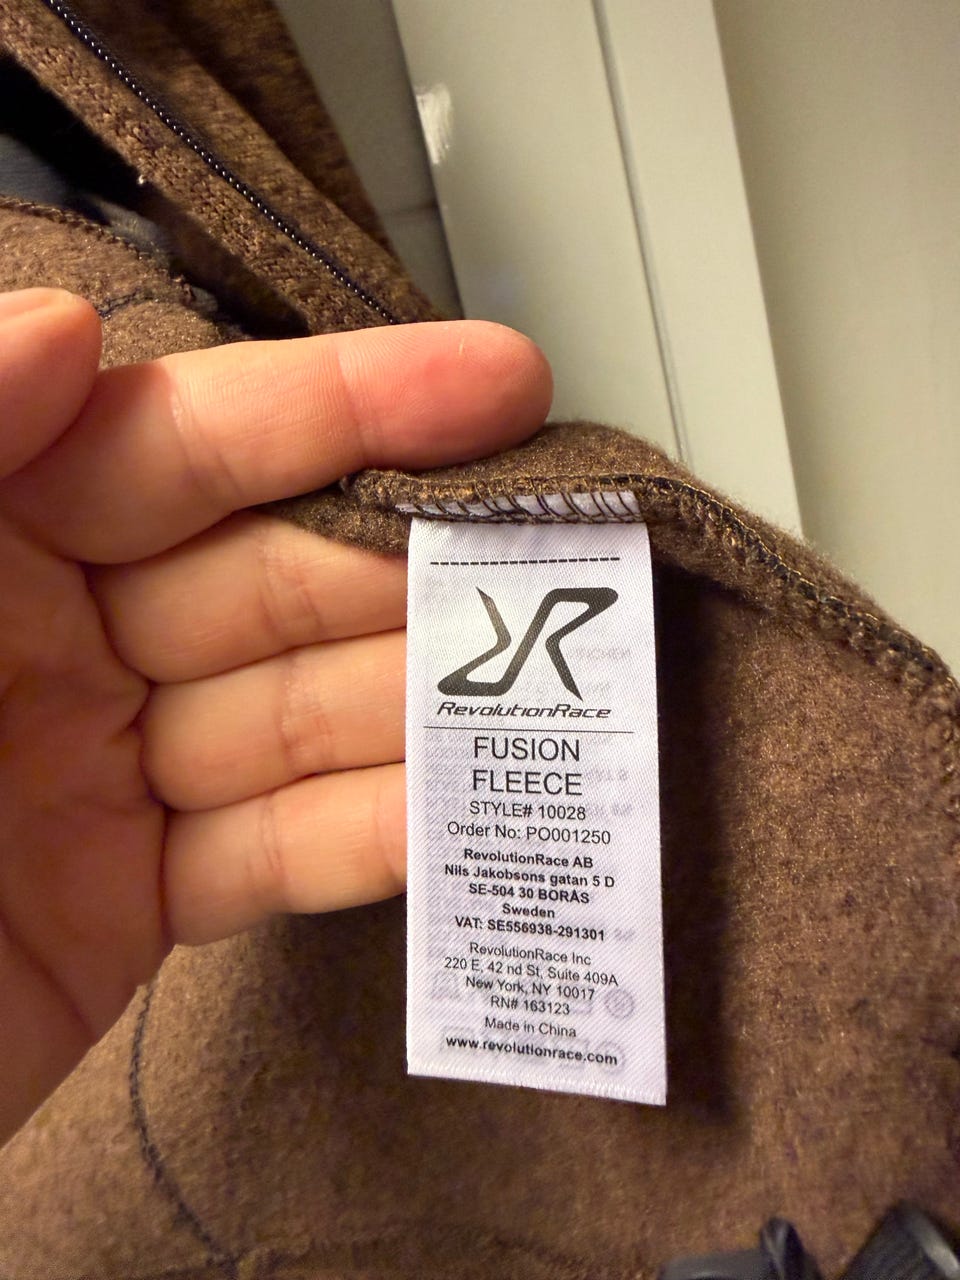 RevolutionRace
FUSION
FLEECE
STYLE# 10028
Order No: PO001250
RevolutionRace AB
Nils Jakobsons gatan 5 D
SE-504 30 BORÅS
Sweden
VAT: SE556938-291301
RevolutionRace Inc
220 E, 42 nd St, Suite 409A
New York, NY 10017
RN# 163123
Made in China
www.revolutionrace.com